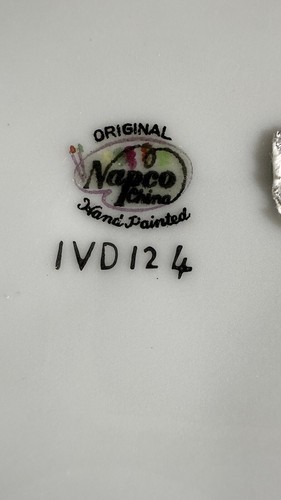 ORIGINAL
Napco
China
Hand Painted
IVD124